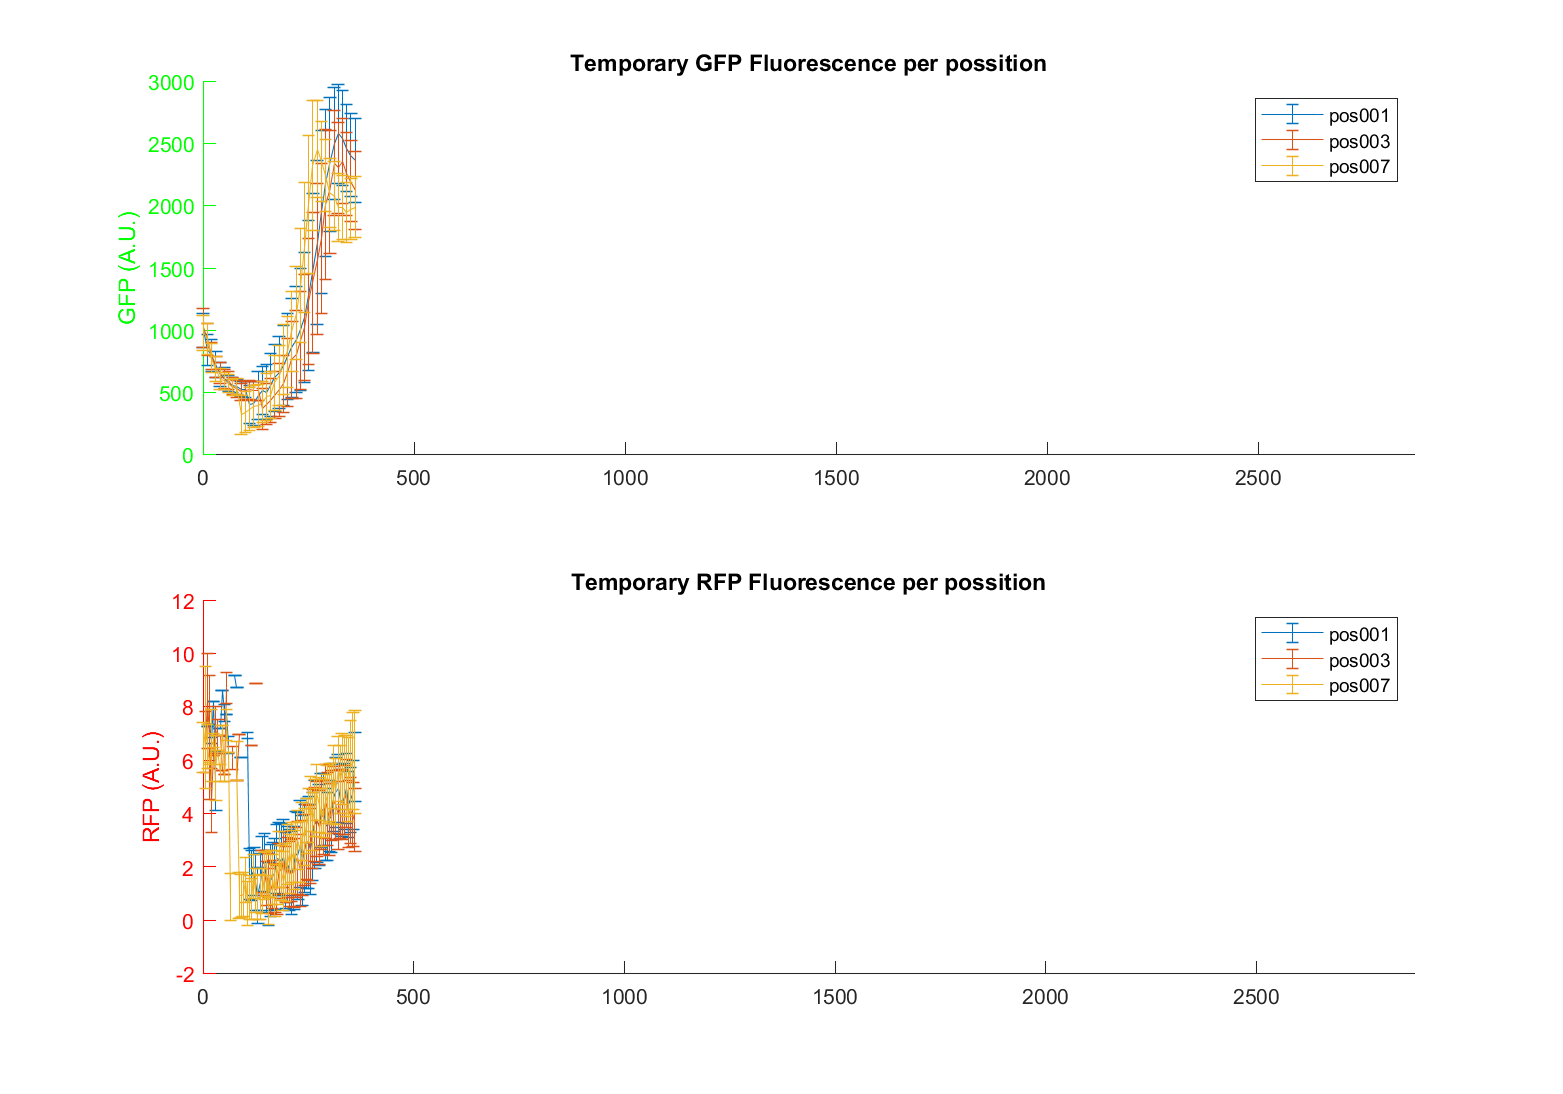 Temporary GFP Fluorescence per possition
3000
2500
2000
1500
1000
500
0
GFP (A.U.)
0 500 1000 1500 2000 2500
pos001
pos003
pos007
Temporary RFP Fluorescence per possition
12
10
8
6
4
2
0
-2
RFP (A.U.)
0 500 1000 1500 2000 2500
pos001
pos003
pos007